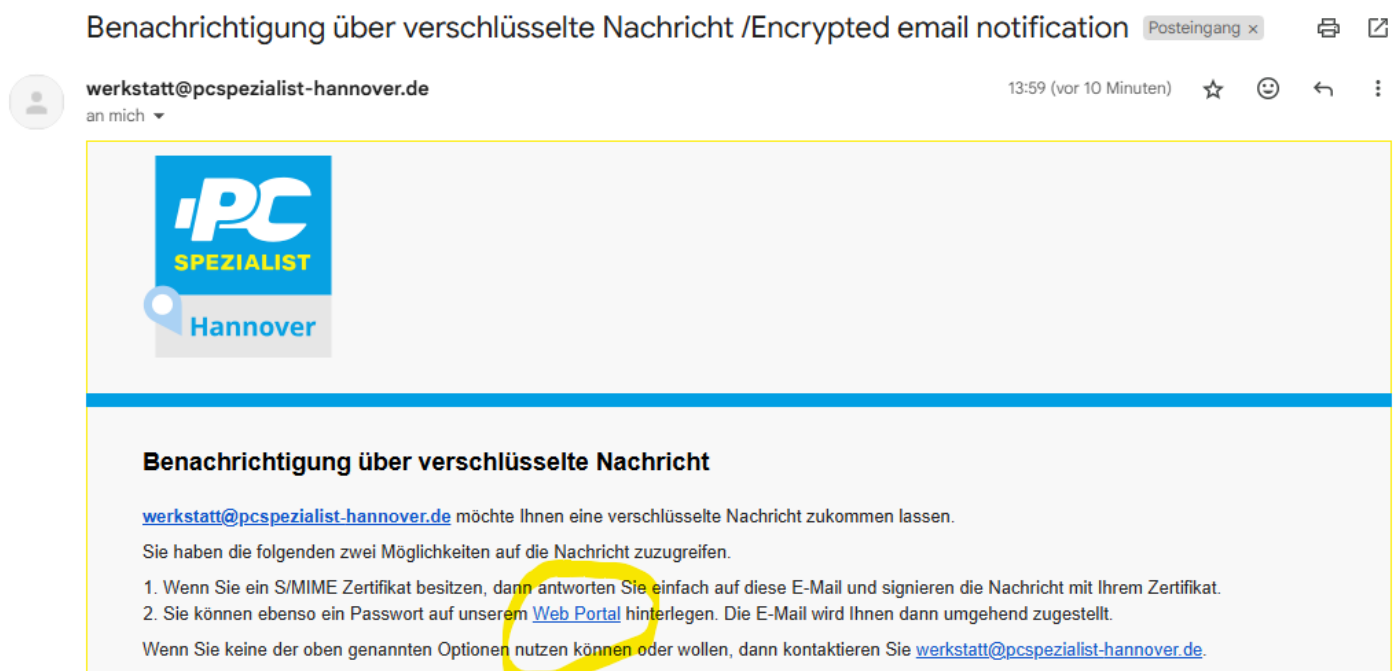 Benachrichtigung über verschlüsselte Nachricht /Encrypted email notification Posteingang ×
werkstatt@pcspezialist-hannover.de 13:59 (vor 10 Minuten)
an mich
PC
SPEZIALIST
Hannover
Benachrichtigung über verschlüsselte Nachricht
werkstatt@pcspezialist-hannover.de möchte Ihnen eine verschlüsselte Nachricht zukommen lassen.
Sie haben die folgenden zwei Möglichkeiten auf die Nachricht zuzugreifen.
1. Wenn Sie ein S/MIME Zertifikat besitzen, dann antworten Sie einfach auf diese E-Mail und signieren die Nachricht mit Ihrem Zertifikat.
2. Sie können ebenso ein Passwort auf unserem Web Portal hinterlegen. Die E-Mail wird Ihnen dann umgehend zugestellt.
Wenn Sie keine der oben genannten Optionen nutzen können oder wollen, dann kontaktieren Sie werkstatt@pcspezialist-hannover.de.